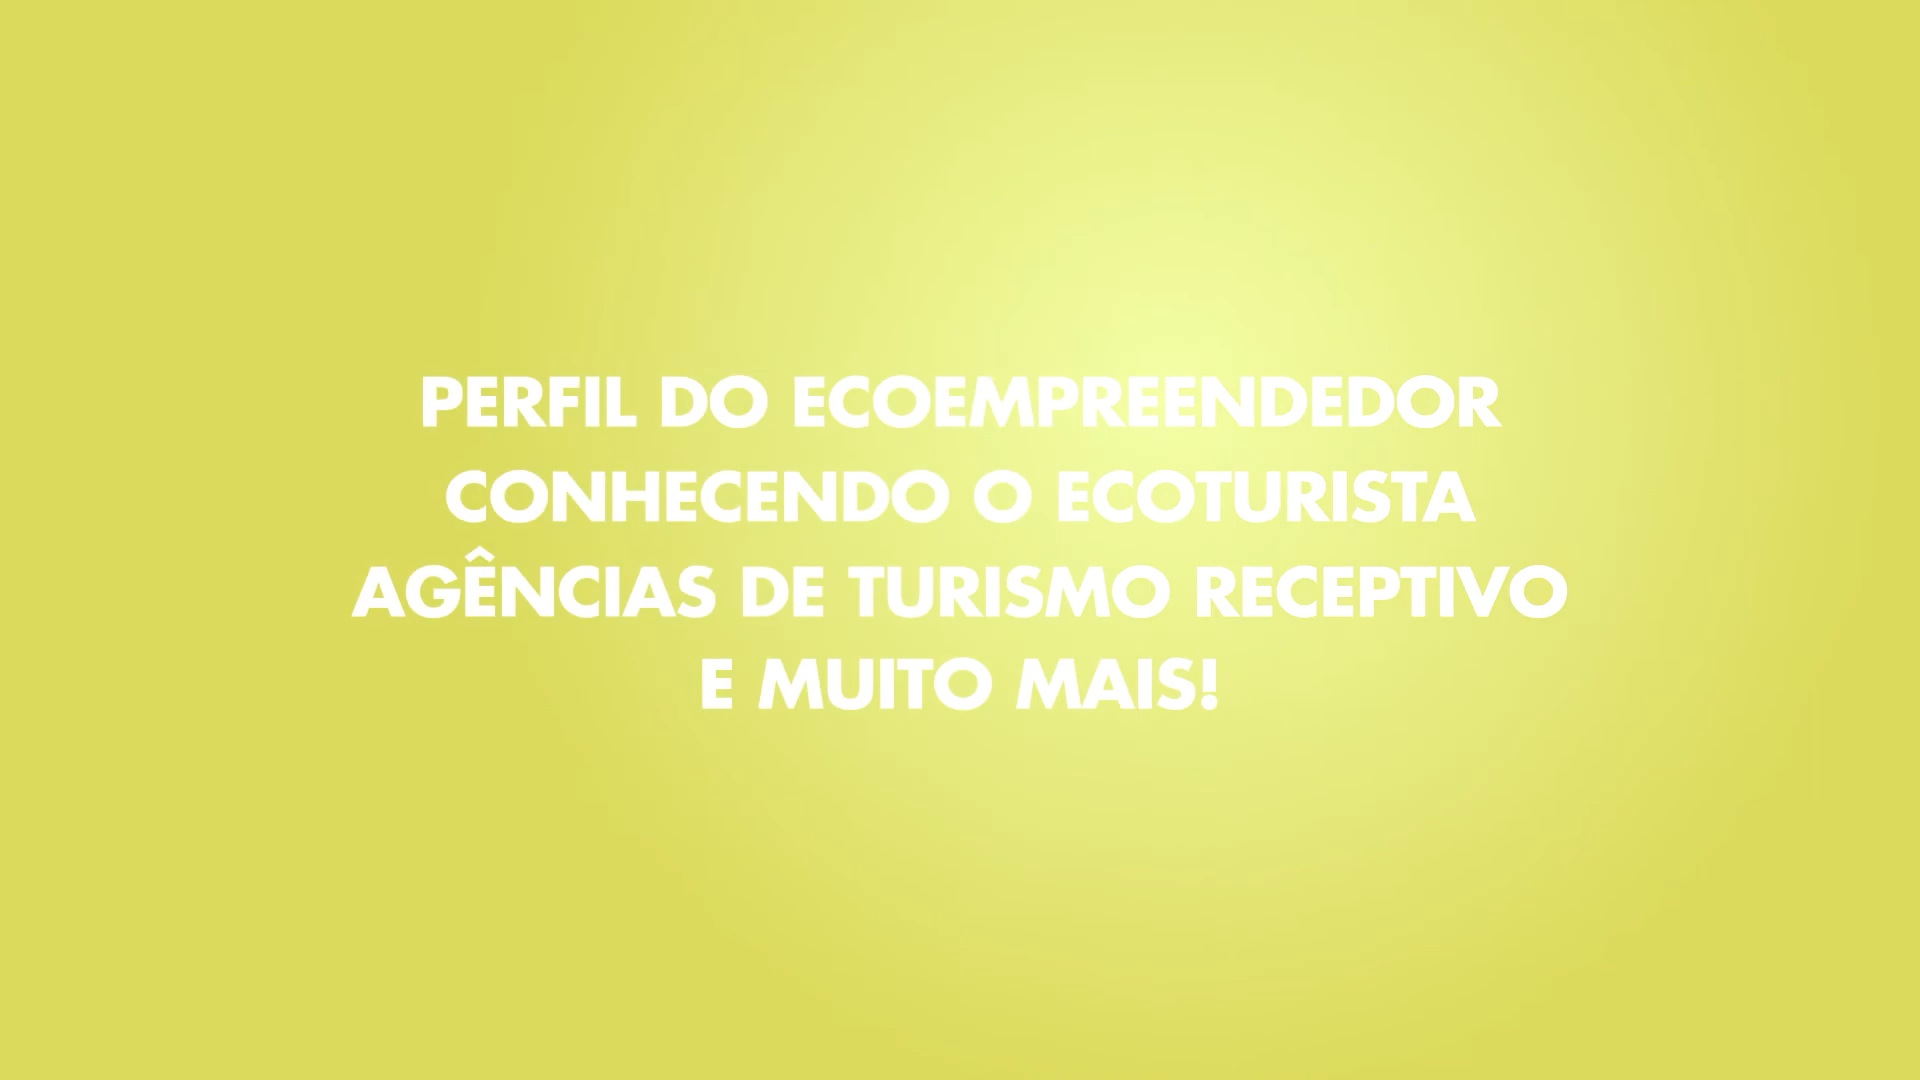 PERFIL DO ECOEMPREENDEDOR
CONHECENDO O ECOTURISTA
AGÊNCIAS DE TURISMO RECEPTIVO
E MUITO MAIS!